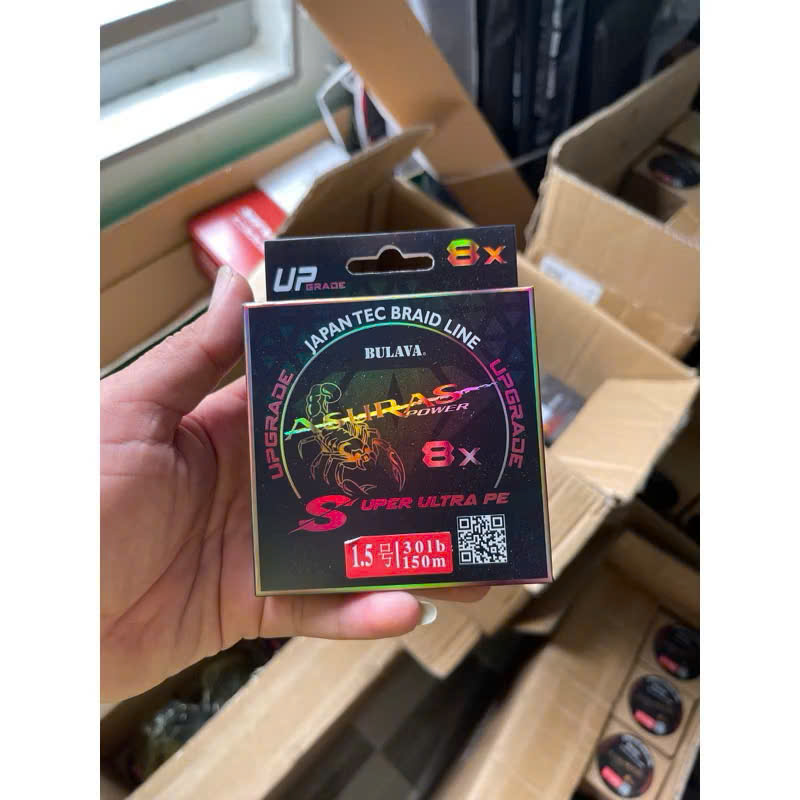 UP
GRADE
8x
JAPAN TEC BRAID LINE
BULAVA®
UPGRADE
UPGRADE
ASURAS
POWER
8x
SUPER ULTRA PE
1.5号
30lb
150m